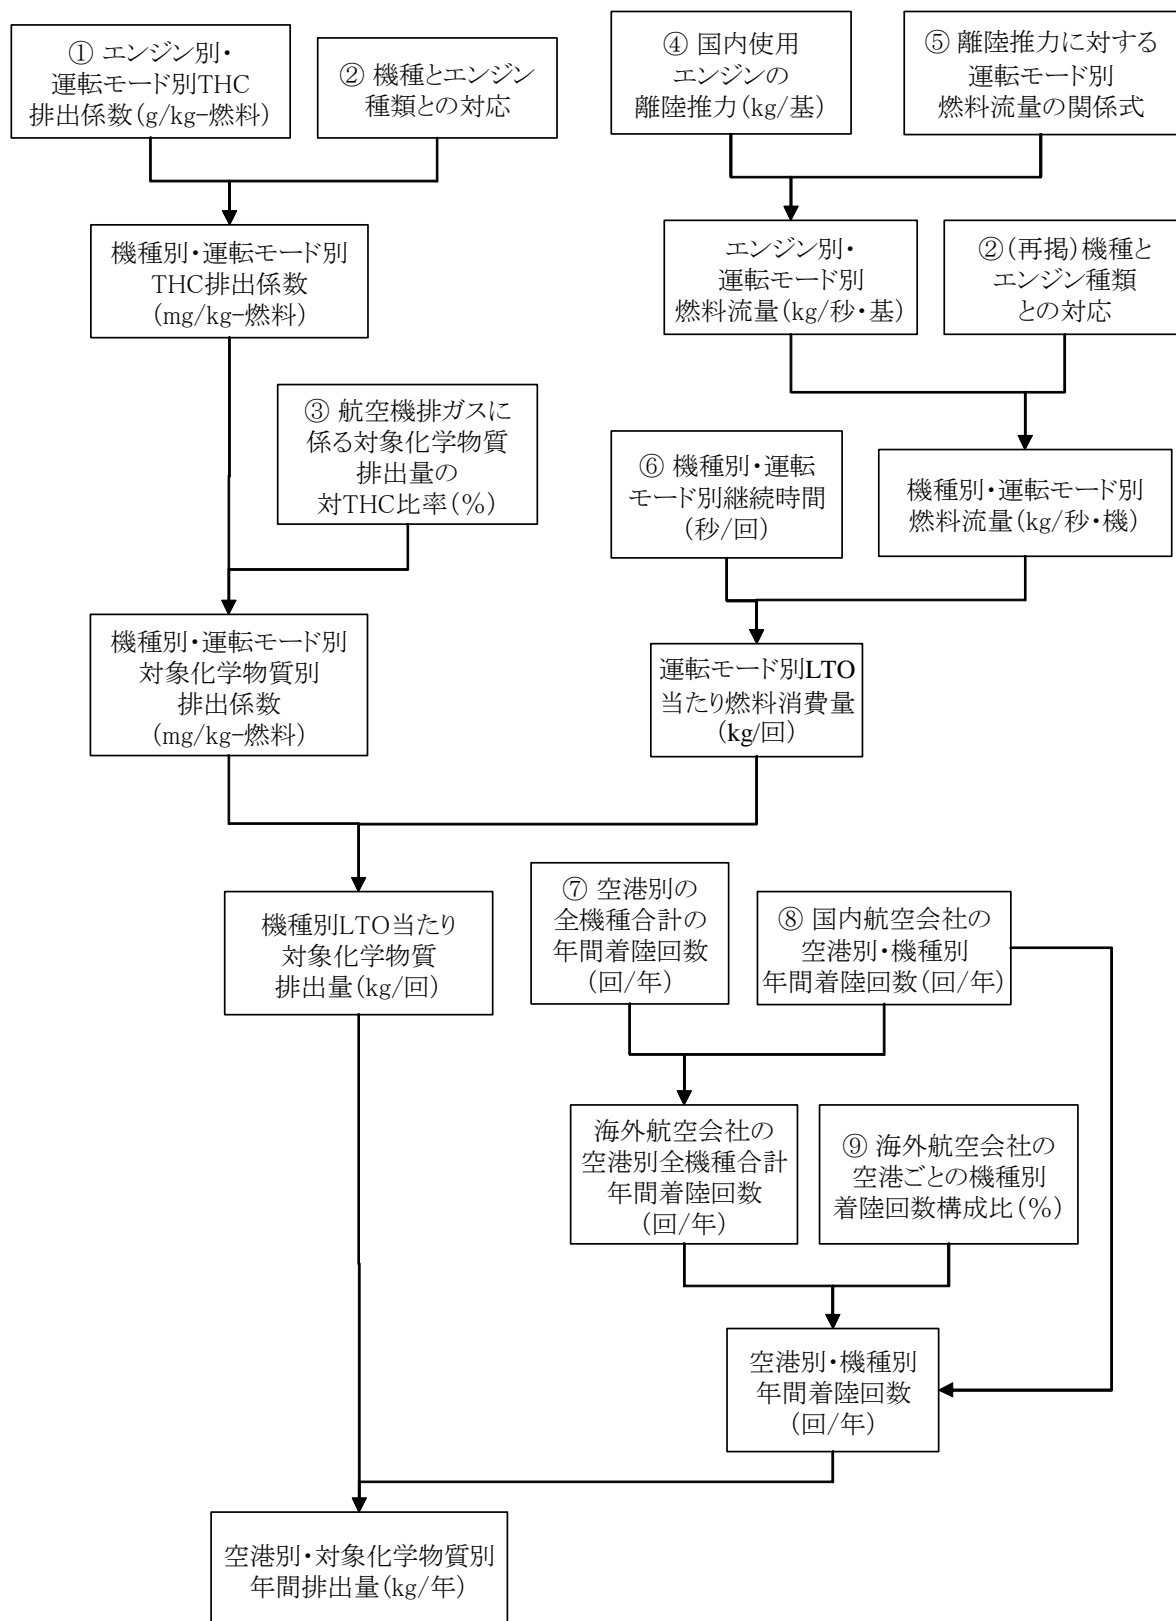 ① エンジン別・
運転モード別THC
排出係数(g/kg-燃料)
② 機種とエンジン
種類との対応
④ 国内使用
エンジンの
離陸推力(kg/基)
⑤ 離陸推力に対する
運転モード別
燃料流量の関係式
機種別・運転モード別
THC排出係数
(mg/kg-燃料)
エンジン別・
運転モード別
燃料流量(kg/秒・基)
②(再掲)機種と
エンジン種類
との対応
③ 航空機排ガスに
係る対象化学物質
排出量の
対THC比率(%)
⑥ 機種別・運転
モード別継続時間
(秒/回)
機種別・運転モード別
燃料流量(kg/秒・機)
機種別・運転モード別
対象化学物質別
排出係数
(mg/kg-燃料)
運転モード別LTO
当たり燃料消費量
(kg/回)
機種別LTO当たり
対象化学物質
排出量(kg/回)
⑦ 空港別の
全機種合計の
年間着陸回数
(回/年)
⑧ 国内航空会社の
空港別・機種別
年間着陸回数(回/年)
海外航空会社の
空港別全機種合計
年間着陸回数
(回/年)
⑨ 海外航空会社の
空港ごとの機種別
着陸回数構成比(%)
空港別・機種別
年間着陸回数
(回/年)
空港別・対象化学物質別
年間排出量(kg/年)